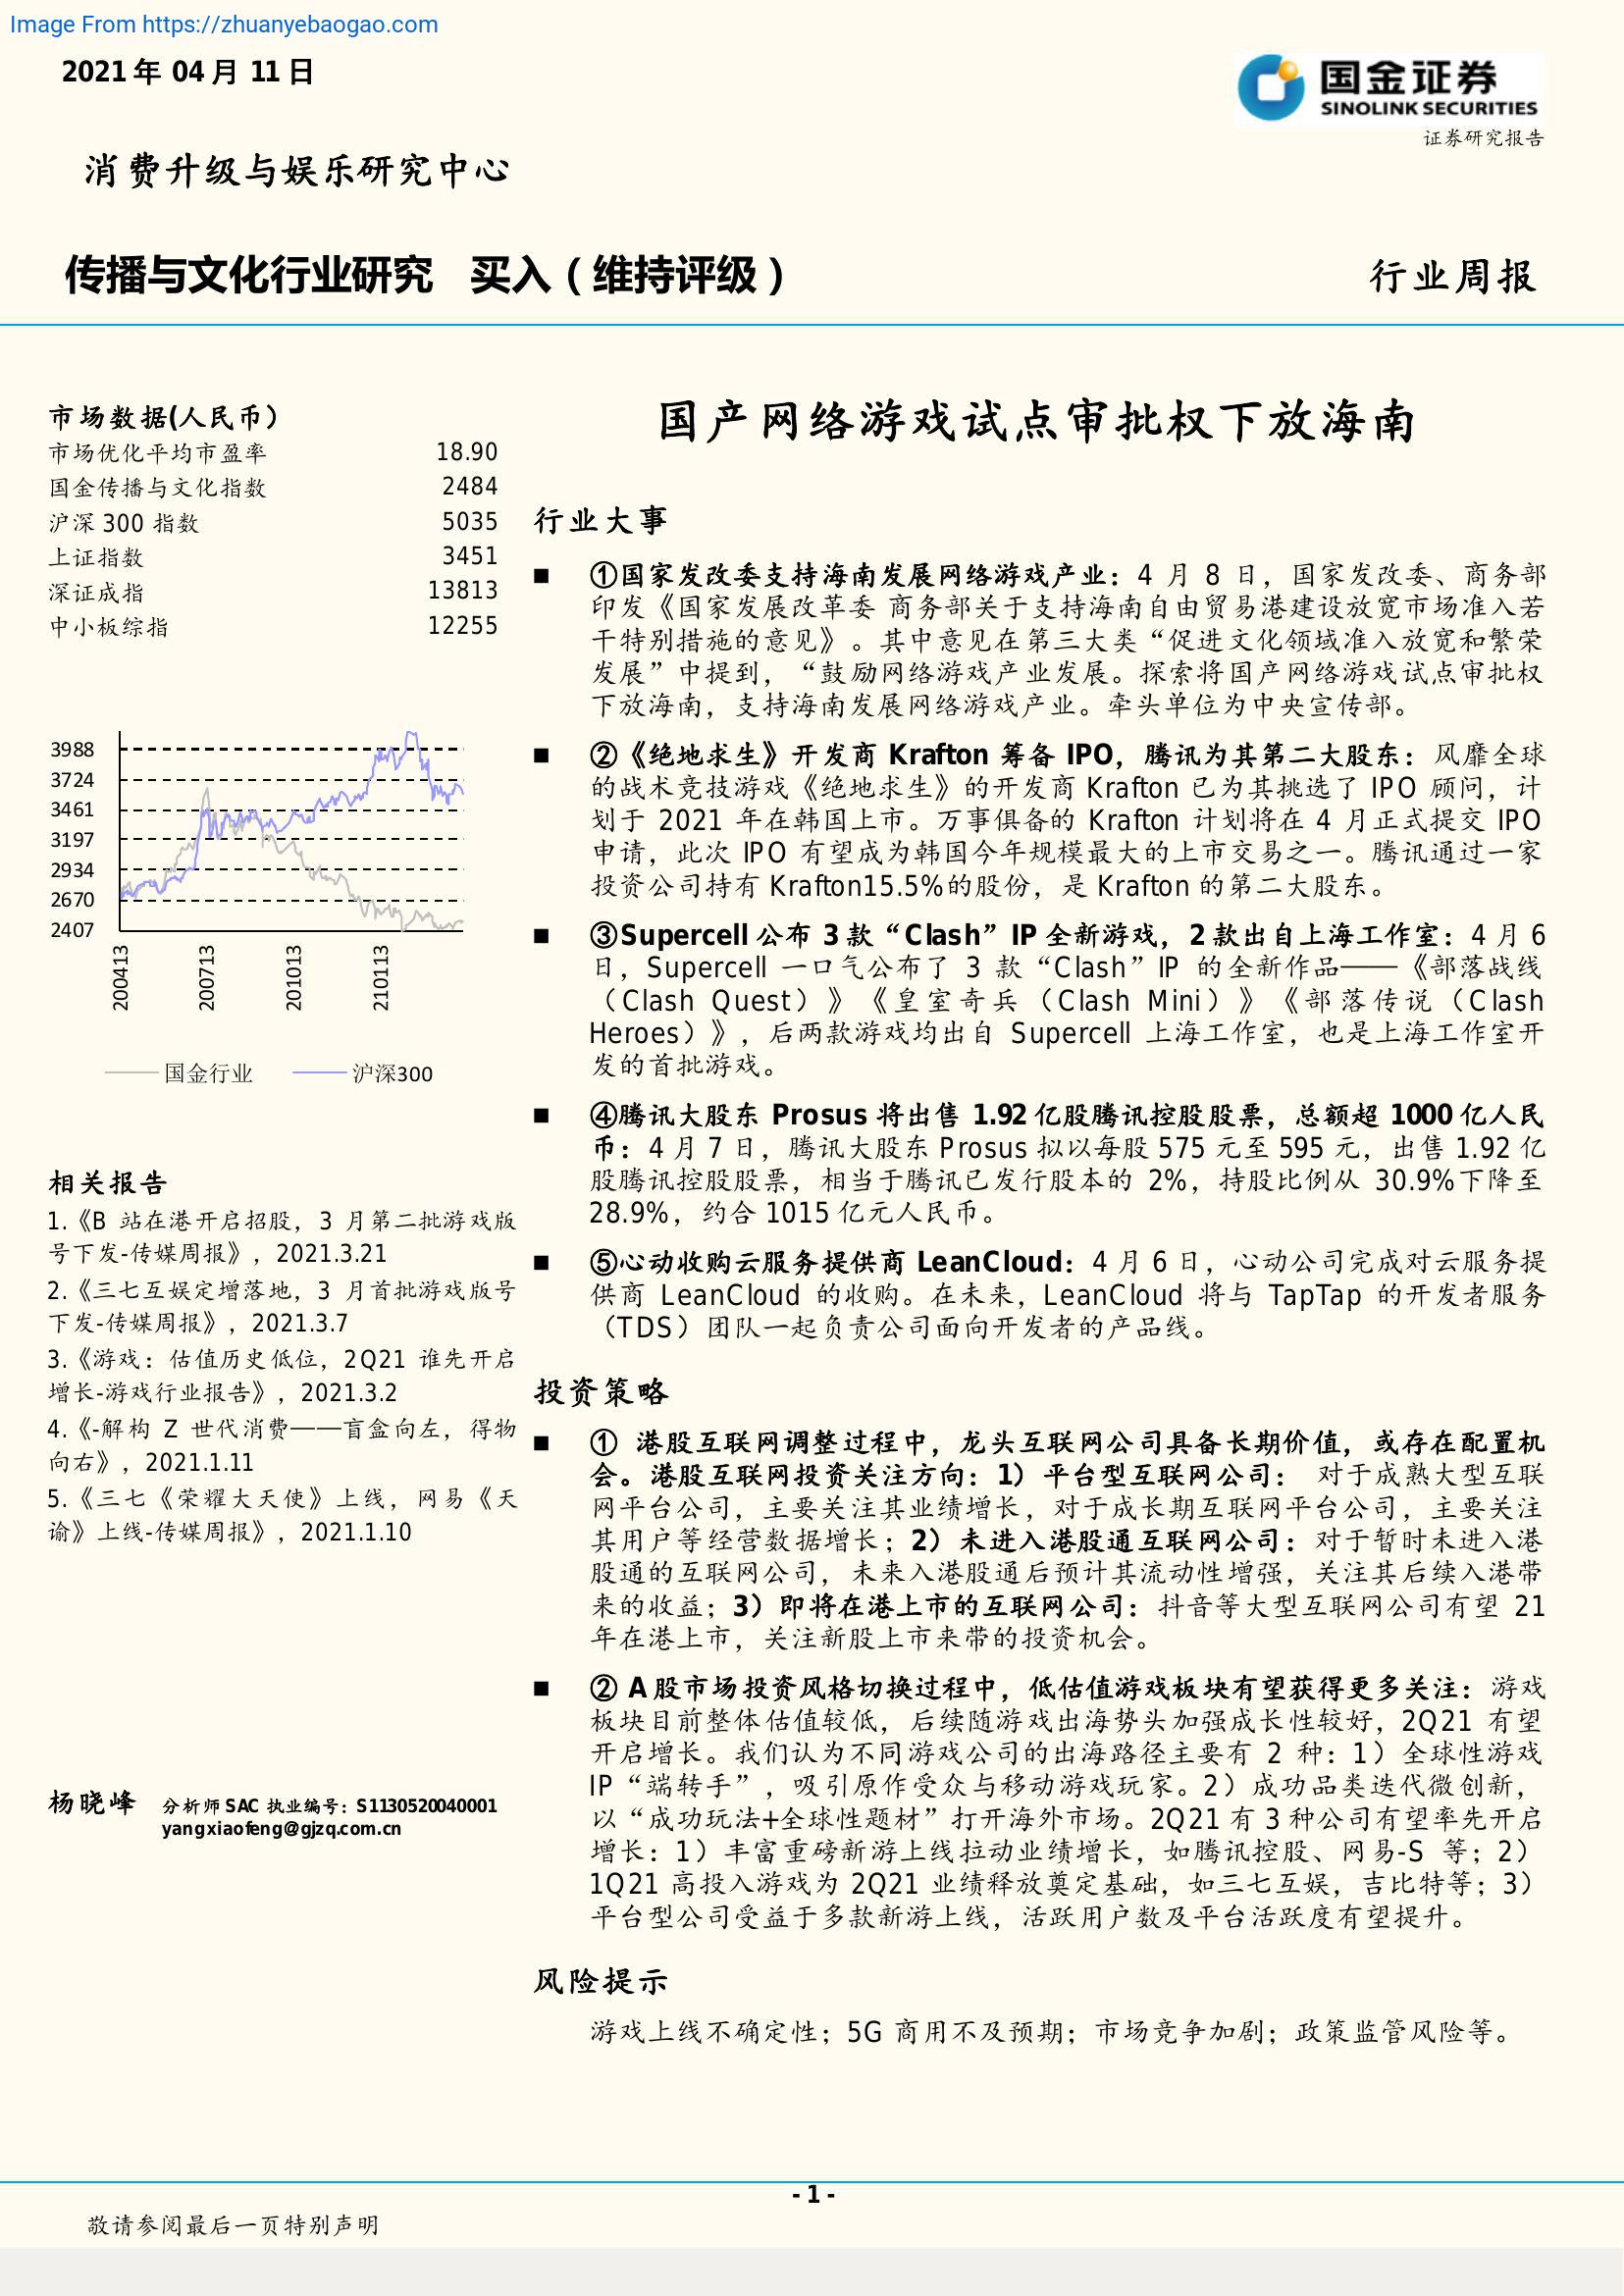 Image From https://zhuanyebaogao.com
2021 年 04 月 11 日
国金证券
SINOLINK SECURITIES
证券研究报告
消费升级与娱乐研究中心
传播与文化行业研究 买入（维持评级）
行业周报
市场数据(人民币）
市场优化平均市盈率 18.90
国金传播与文化指数 2484
沪深 300 指数 5035
上证指数 3451
深证成指 13813
中小板综指 12255
3988
3724
3461
3197
2934
2670
2407
200413
200713
201013
210113
国金行业 沪深300
相关报告
1.《B 站在港开启招股，3 月第二批游戏版
号下发-传媒周报》，2021.3.21
2.《三七互娱定增落地，3 月首批游戏版号
下发-传媒周报》，2021.3.7
3.《游戏：估值历史低位，2Q21 谁先开启
增长-游戏行业报告》，2021.3.2
4.《-解构 Z 世代消费——盲盒向左，得物
向右》，2021.1.11
5.《三七《荣耀大天使》上线，网易《天
谕》上线-传媒周报》，2021.1.10
杨晓峰 分析师 SAC 执业编号：S1130520040001
yangxiaofeng@gjzq.com.cn
国产网络游戏试点审批权下放海南
行业大事
■ ①国家发改委支持海南发展网络游戏产业：4 月 8 日，国家发改委、商务部
印发《国家发展改革委 商务部关于支持海南自由贸易港建设放宽市场准入若
干特别措施的意见》。其中意见在第三大类“促进文化领域准入放宽和繁荣
发展”中提到，“鼓励网络游戏产业发展。探索将国产网络游戏试点审批权
下放海南，支持海南发展网络游戏产业。牵头单位为中央宣传部。
■ ②《绝地求生》开发商 Krafton 筹备 IPO，腾讯为其第二大股东：风靡全球
的战术竞技游戏《绝地求生》的开发商 Krafton 已为其挑选了 IPO 顾问，计
划于 2021 年在韩国上市。万事俱备的 Krafton 计划将在 4 月正式提交 IPO
申请，此次 IPO 有望成为韩国今年规模最大的上市交易之一。腾讯通过一家
投资公司持有 Krafton15.5%的股份，是 Krafton 的第二大股东。
■ ③Supercell 公布 3 款“Clash”IP 全新游戏，2 款出自上海工作室：4 月 6
日，Supercell 一口气公布了 3 款“Clash”IP 的全新作品——《部落战线
（Clash Quest）》《皇室奇兵（Clash Mini）》《部落传说（Clash
Heroes）》，后两款游戏均出自 Supercell 上海工作室，也是上海工作室开
发的首批游戏。
■ ④腾讯大股东 Prosus 将出售 1.92 亿股腾讯控股股票，总额超 1000 亿人民
币：4 月 7 日，腾讯大股东 Prosus 拟以每股 575 元至 595 元，出售 1.92 亿
股腾讯控股股票，相当于腾讯已发行股本的 2%，持股比例从 30.9%下降至
28.9%，约合 1015 亿元人民币。
■ ⑤心动收购云服务提供商 LeanCloud：4 月 6 日，心动公司完成对云服务提
供商 LeanCloud 的收购。在未来，LeanCloud 将与 TapTap 的开发者服务
（TDS）团队一起负责公司面向开发者的产品线。
投资策略
■ ① 港股互联网调整过程中，龙头互联网公司具备长期价值，或存在配置机
会。港股互联网投资关注方向：1）平台型互联网公司： 对于成熟大型互联
网平台公司，主要关注其业绩增长，对于成长期互联网平台公司，主要关注
其用户等经营数据增长；2）未进入港股通互联网公司：对于暂时未进入港
股通的互联网公司，未来入港股通后预计其流动性增强，关注其后续入港带
来的收益；3）即将在港上市的互联网公司：抖音等大型互联网公司有望 21
年在港上市，关注新股上市来带的投资机会。
■ ② A 股市场投资风格切换过程中，低估值游戏板块有望获得更多关注：游戏
板块目前整体估值较低，后续随游戏出海势头加强成长性较好，2Q21 有望
开启增长。我们认为不同游戏公司的出海路径主要有 2 种：1）全球性游戏
IP“端转手”，吸引原作受众与移动游戏玩家。2）成功品类迭代微创新，
以“成功玩法+全球性题材”打开海外市场。2Q21 有 3 种公司有望率先开启
增长：1）丰富重磅新游上线拉动业绩增长，如腾讯控股、网易-S 等；2）
1Q21 高投入游戏为 2Q21 业绩释放奠定基础，如三七互娱，吉比特等；3）
平台型公司受益于多款新游上线，活跃用户数及平台活跃度有望提升。
风险提示
游戏上线不确定性；5G 商用不及预期；市场竞争加剧；政策监管风险等。
- 1 -
敬请参阅最后一页特别声明